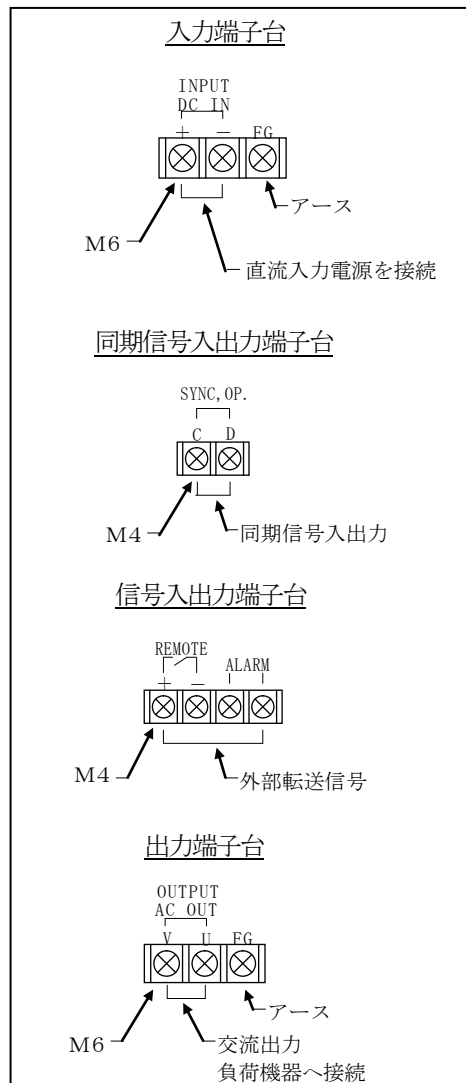 入力端子台
INPUT
DC IN
+ − FG
アース
M6
直流入力電源を接続
同期信号入出力端子台
SYNC,OP.
C D
M4
同期信号入出力
信号入出力端子台
REMOTE
ALARM
+ −
M4
外部転送信号
出力端子台
OUTPUT
AC OUT
V U FG
アース
M6
交流出力
負荷機器へ接続